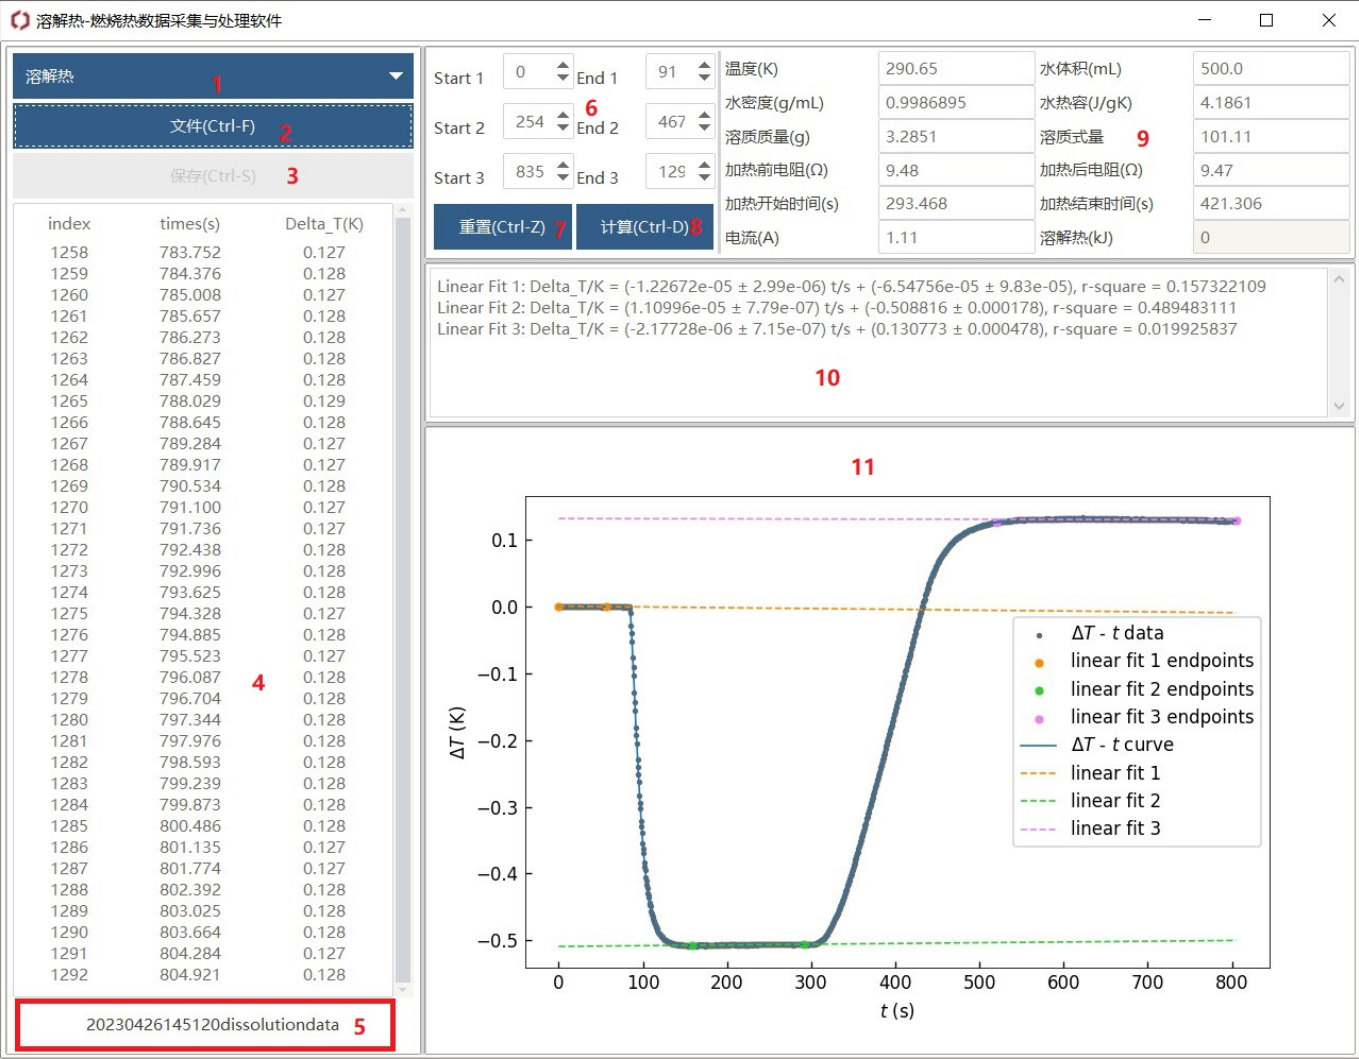 溶解热-燃烧热数据采集与处理软件
溶解热
1
文件(Ctrl-F)
2
保存(Ctrl-S)
3
index times(s) Delta_T(K)
1258 783.752 0.127
1259 784.376 0.128
1260 785.008 0.127
1261 785.657 0.128
1262 786.273 0.128
1263 786.827 0.128
1264 787.459 0.128
1265 788.029 0.129
1266 788.645 0.128
1267 789.284 0.127
1268 789.917 0.127
1269 790.534 0.128
1270 791.100 0.127
1271 791.736 0.127
1272 792.438 0.128
1273 792.996 0.128
1274 793.625 0.128
1275 794.328 0.127
1276 794.885 0.128
1277 795.523 0.127
1278 796.087 0.128
1279 796.704 0.128
1280 797.344 0.128
1281 797.976 0.128
1282 798.593 0.128
1283 799.239 0.128
1284 799.873 0.128
1285 800.486 0.128
1286 801.135 0.127
1287 801.774 0.127
1288 802.392 0.128
1289 803.025 0.128
1290 803.664 0.128
1291 804.284 0.127
1292 804.921 0.128
4
20230426145120dissolutiondata
5
Start 1 0 End 1 91
6
Start 2 254 End 2 467
Start 3 835 End 3 129
重置(Ctrl-Z) 7 计算(Ctrl-D) 8
温度(K) 290.65 水体积(mL) 500.0
水密度(g/mL) 0.9986895 水热容(J/gK) 4.1861
溶质质量(g) 3.2851 溶质式量 9 101.11
加热前电阻(Ω) 9.48 加热后电阻(Ω) 9.47
加热开始时间(s) 293.468 加热结束时间(s) 421.306
电流(A) 1.11 溶解热(kJ) 0
Linear Fit 1: Delta_T/K = (-1.22672e-05 ± 2.99e-06) t/s + (-6.54756e-05 ± 9.83e-05), r-square = 0.157322109
Linear Fit 2: Delta_T/K = (1.10996e-05 ± 7.79e-07) t/s + (-0.508816 ± 0.000178), r-square = 0.489483111
Linear Fit 3: Delta_T/K = (-2.17728e-06 ± 7.15e-07) t/s + (0.130773 ± 0.000478), r-square = 0.019925837
10
11
0.1
0.0
−0.1
−0.2
−0.3
−0.4
−0.5
ΔT (K)
ΔT - t data
linear fit 1 endpoints
linear fit 2 endpoints
linear fit 3 endpoints
ΔT - t curve
linear fit 1
linear fit 2
linear fit 3
0 100 200 300 400 500 600 700 800
t (s)